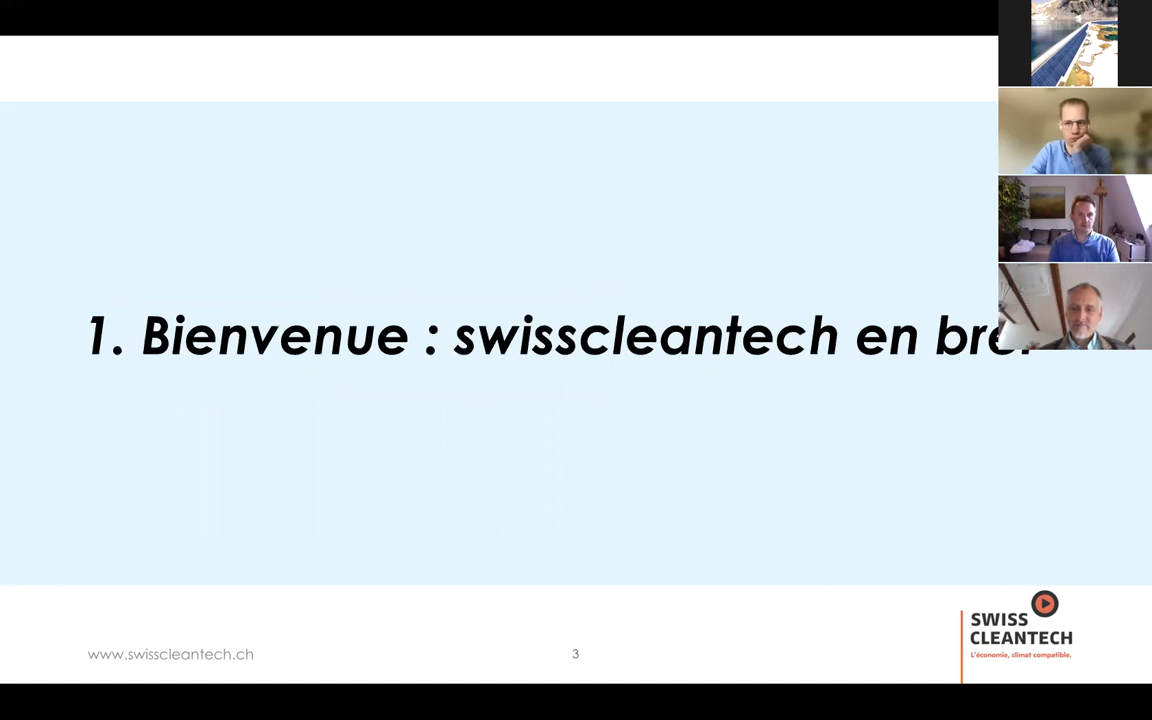 1. Bienvenue : swisscleantech en bref
www.swisscleantech.ch
3
SWISS
CLEANTECH
L'économie, climat compatible.